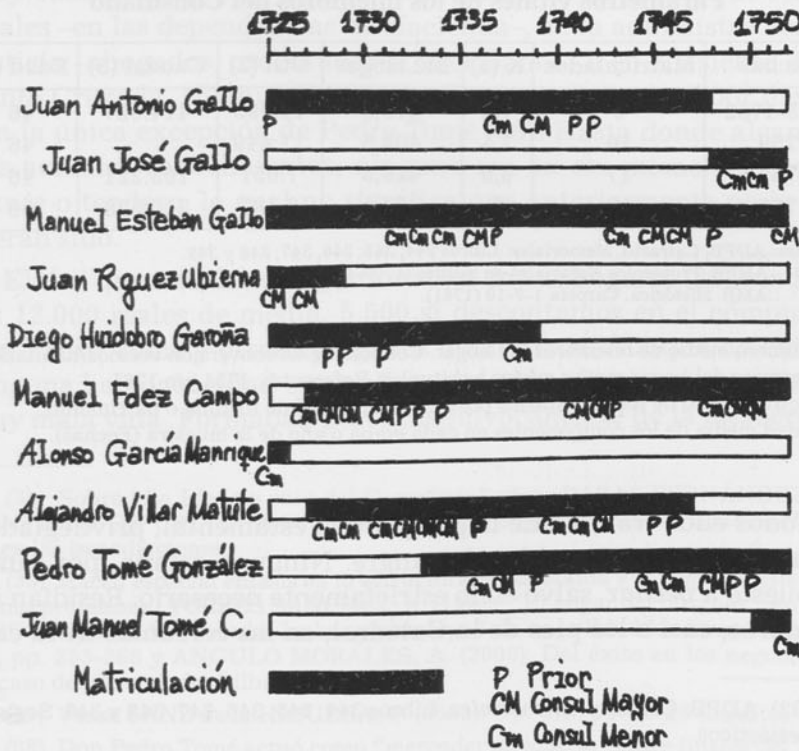 1725 1730 1735 1740 1745 1750
Juan Antonio Gallo
P Cm CM P P
Juan José Gallo
Cm Cm P
Manuel Esteban Gallo
Cm Cm Cm CM P Cm CM CM P CM
Juan Rguez Ubierna
CM CM
Diego Huidobro Garoña
P P P Cm
Manuel Fdez Campo
Cm CM CM CM P P P CM CM P Cm CM CM
Alonso García Manrique
Cm
Alejandro Villar Matute
Cm Cm Cm CM CM CM P Cm Cm Cm P P
Pedro Tomé González
Cm CM P Cm Cm CM P P
Juan Manuel Tomé C.
Cm
Matriculación
P Prior
CM Consul Mayor
Cm Consul Menor